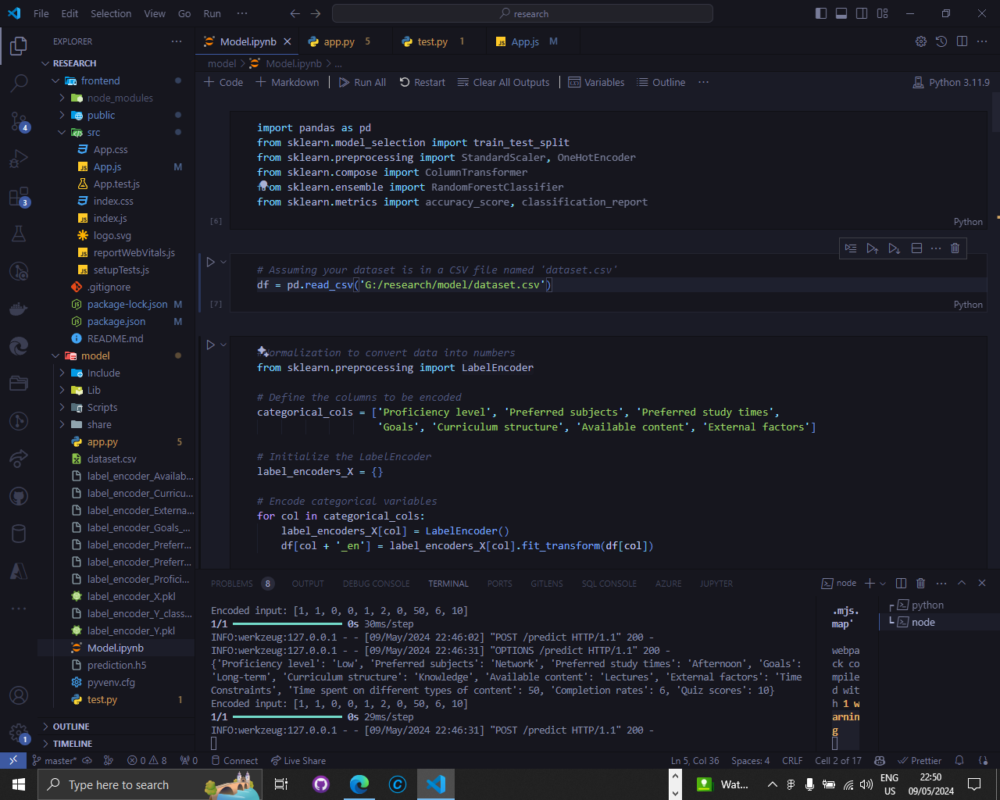 File Edit Selection View Go Run ··· research
EXPLORER ···
RESEARCH
frontend
node_modules
public
src
App.css
App.js M
App.test.js
index.css
index.js
logo.svg
reportWebVitals.js
setupTests.js
.gitignore
package-lock.json M
package.json M
README.md
model
Include
Lib
Scripts
share
app.py 5
dataset.csv
label_encoder_Availab...
label_encoder_Curricu...
label_encoder_Externa...
label_encoder_Goals_...
label_encoder_Preferr...
label_encoder_Preferr...
label_encoder_Profici...
label_encoder_X.pkl
label_encoder_Y_class...
label_encoder_Y.pkl
Model.ipynb
prediction.h5
pyvenv.cfg
test.py 1
OUTLINE
TIMELINE
4
3
1
Model.ipynb app.py 5 test.py 1 App.js M
model > Model.ipynb > ...
Code Markdown Run All Restart Clear All Outputs Variables Outline ··· Python 3.11.9
import pandas as pd
from sklearn.model_selection import train_test_split
from sklearn.preprocessing import StandardScaler, OneHotEncoder
from sklearn.compose import ColumnTransformer
from sklearn.ensemble import RandomForestClassifier
from sklearn.metrics import accuracy_score, classification_report
[6] Python
# Assuming your dataset is in a CSV file named 'dataset.csv'
df = pd.read_csv('G:/research/model/dataset.csv')
[7] Python
#Normalization to convert data into numbers
from sklearn.preprocessing import LabelEncoder
# Define the columns to be encoded
categorical_cols = ['Proficiency level', 'Preferred subjects', 'Preferred study times',
'Goals', 'Curriculum structure', 'Available content', 'External factors']
# Initialize the LabelEncoder
label_encoders_X = {}
# Encode categorical variables
for col in categorical_cols:
label_encoders_X[col] = LabelEncoder()
df[col + '_en'] = label_encoders_X[col].fit_transform(df[col])
PROBLEMS 8 OUTPUT DEBUG CONSOLE TERMINAL PORTS GITLENS SQL CONSOLE AZURE JUPYTER node
Encoded input: [1, 1, 0, 0, 1, 2, 0, 50, 6, 10]
1/1 0s 30ms/step
INFO:werkzeug:127.0.0.1 - - [09/May/2024 22:46:02] "POST /predict HTTP/1.1" 200 -
INFO:werkzeug:127.0.0.1 - - [09/May/2024 22:46:31] "OPTIONS /predict HTTP/1.1" 200 -
{'Proficiency level': 'Low', 'Preferred subjects': 'Network', 'Preferred study times': 'Afternoon', 'Goals':
'Long-term', 'Curriculum structure': 'Knowledge', 'Available content': 'Lectures', 'External factors': 'Time
Constraints', 'Time spent on different types of content': 50, 'Completion rates': 6, 'Quiz scores': 10}
Encoded input: [1, 1, 0, 0, 1, 2, 0, 50, 6, 10]
1/1 0s 29ms/step
INFO:werkzeug:127.0.0.1 - - [09/May/2024 22:46:31] "POST /predict HTTP/1.1" 200 -
.mjs.
map'
webpa
ck co
mpile
d wit
h 1 w
arnin
g
python
node
master* 0 8 0 Connect Live Share Ln 5, Col 36 Spaces: 4 CRLF Cell 2 of 17 Prettier
Type here to search Wat... ENG
US
22:50
09/05/2024